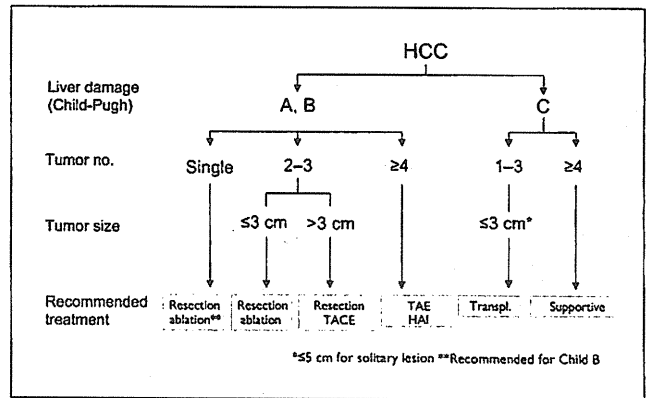 HCC
Liver damage
(Child-Pugh)
A, B
C
Tumor no.
Single
2–3
≥4
1–3
≥4
Tumor size
≤3 cm
>3 cm
≤3 cm*
Recommended
treatment
Resection
ablation**
Resection
ablation
Resection
TACE
TAE
HAI
Transpl.
Supportive
*≤5 cm for solitary lesion **Recommended for Child B